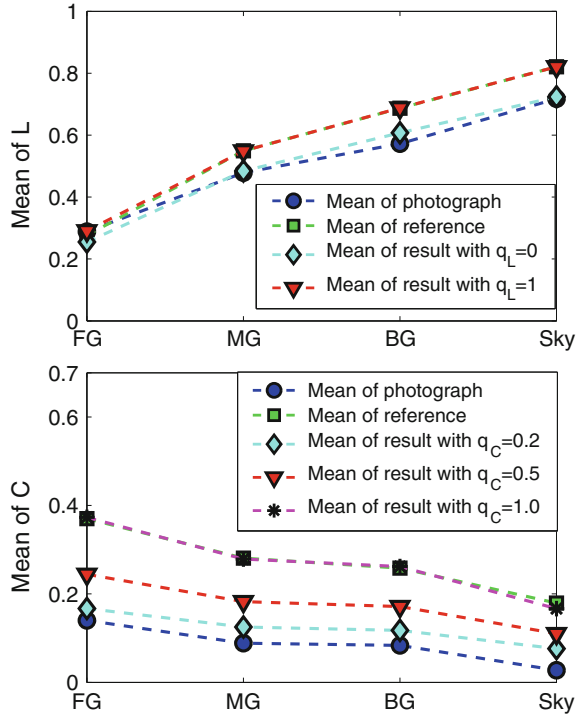 1
0.8
0.6
0.4
0.2
0
Mean of L
Mean of photograph
Mean of reference
Mean of result with q_L=0
Mean of result with q_L=1
FG MG BG Sky
0.7
0.4
0.2
0
Mean of C
Mean of photograph
Mean of reference
Mean of result with q_C=0.2
Mean of result with q_C=0.5
Mean of result with q_C=1.0
FG MG BG Sky